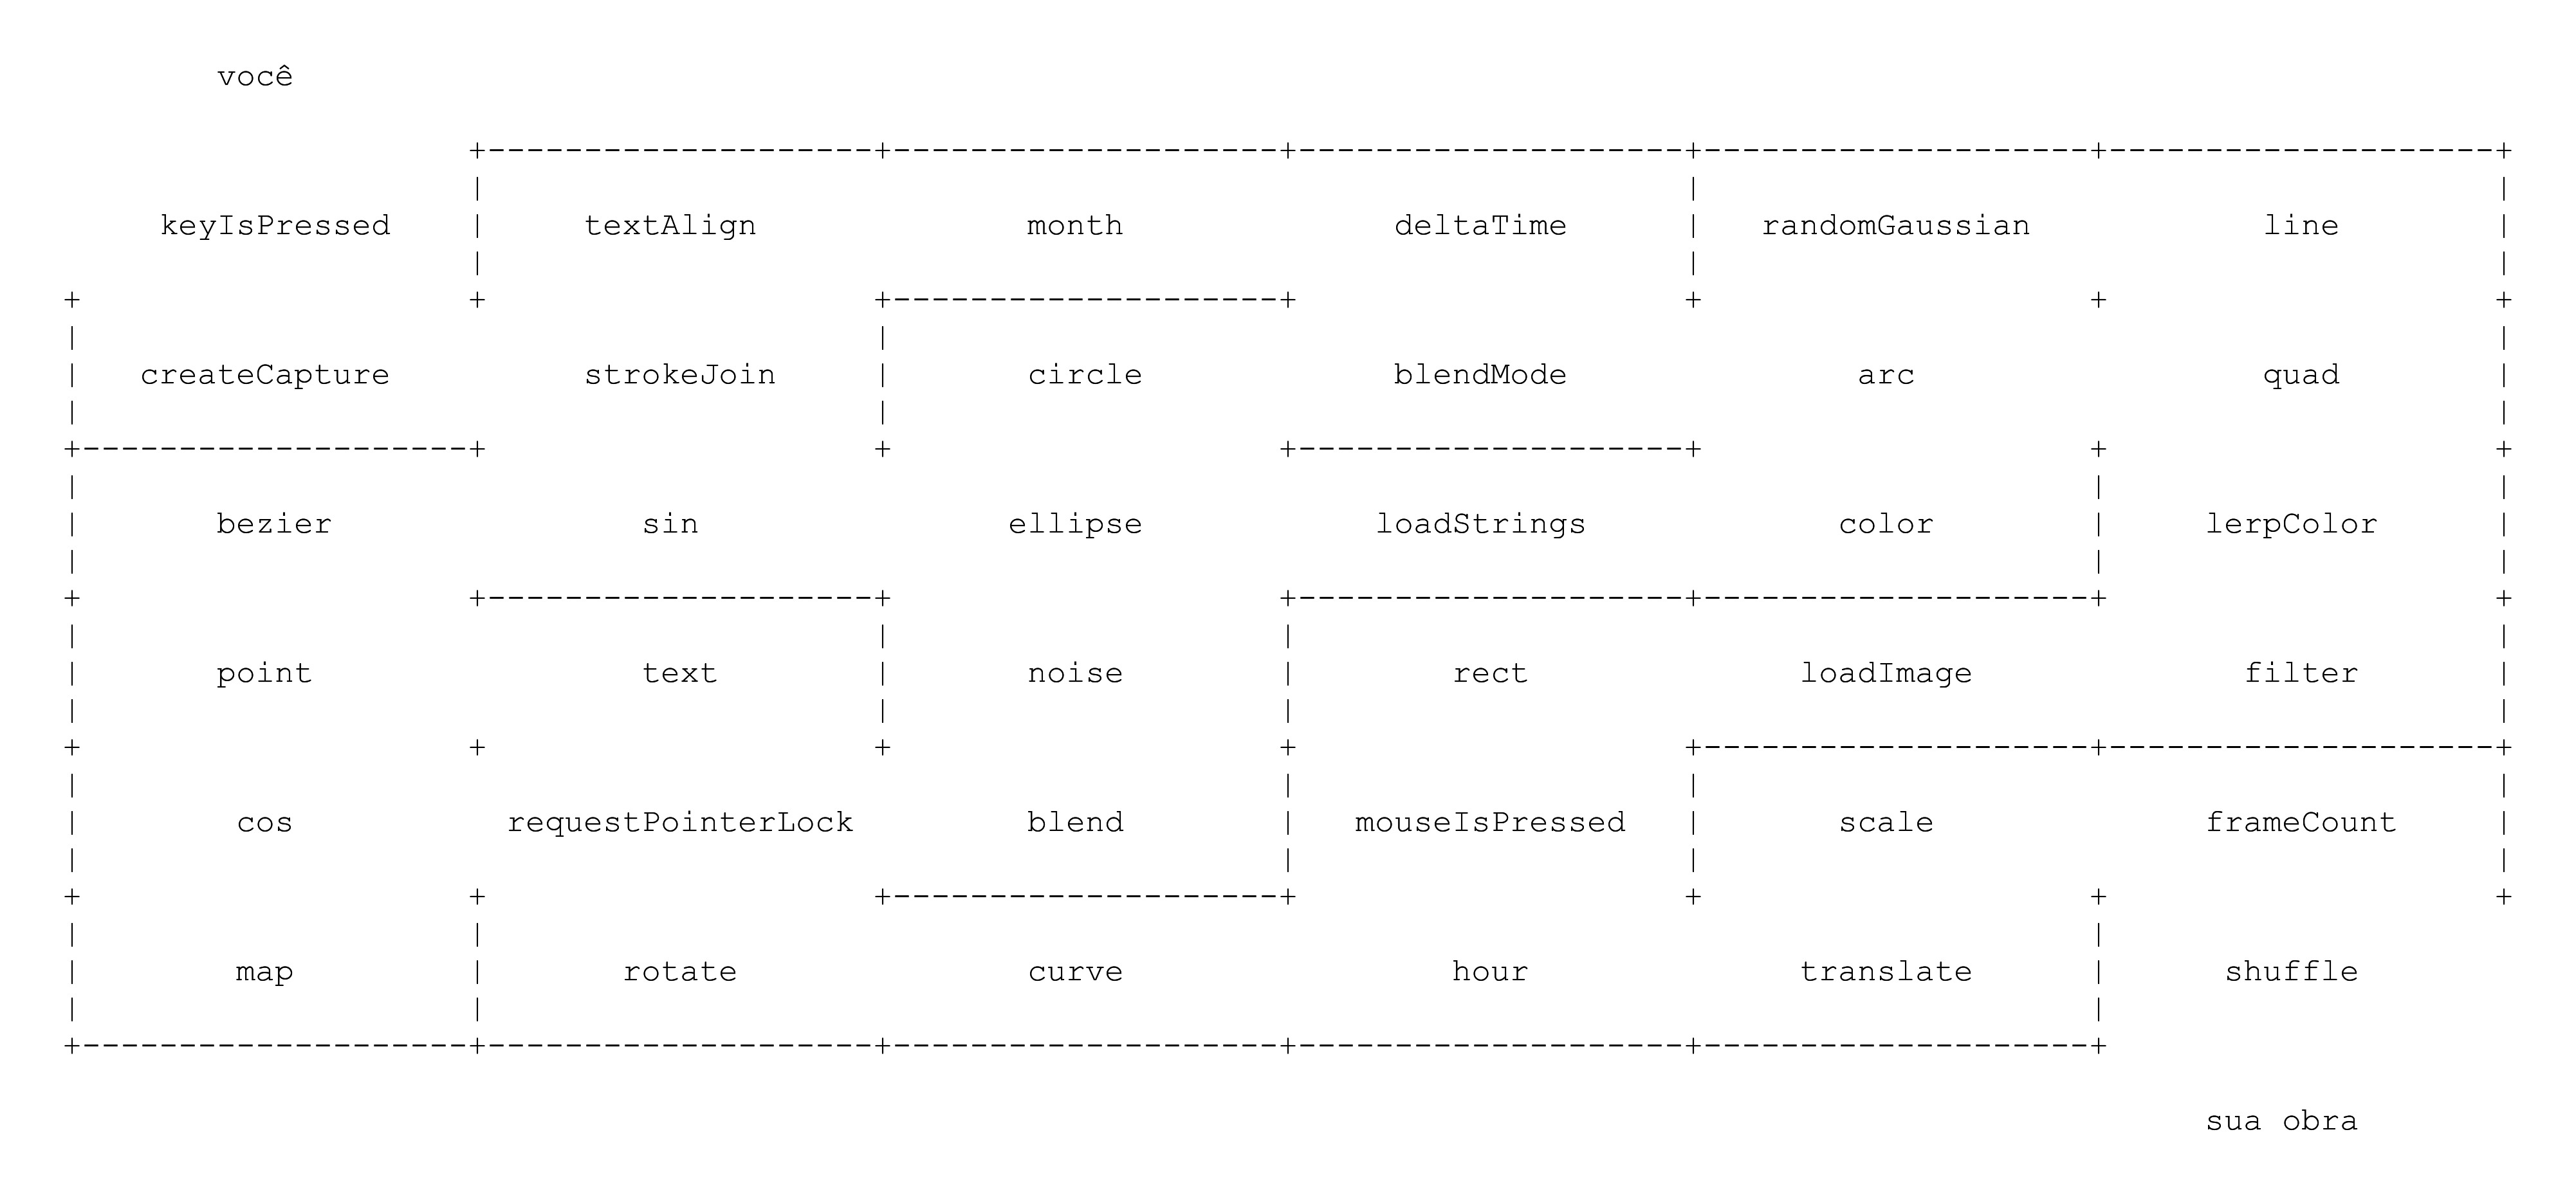 você
keyIsPressed textAlign month deltaTime randomGaussian line
createCapture strokeJoin circle blendMode arc quad
bezier sin ellipse loadStrings color lerpColor
point text noise rect loadImage filter
cos requestPointerLock blend mouseIsPressed scale frameCount
map rotate curve hour translate shuffle
sua obra